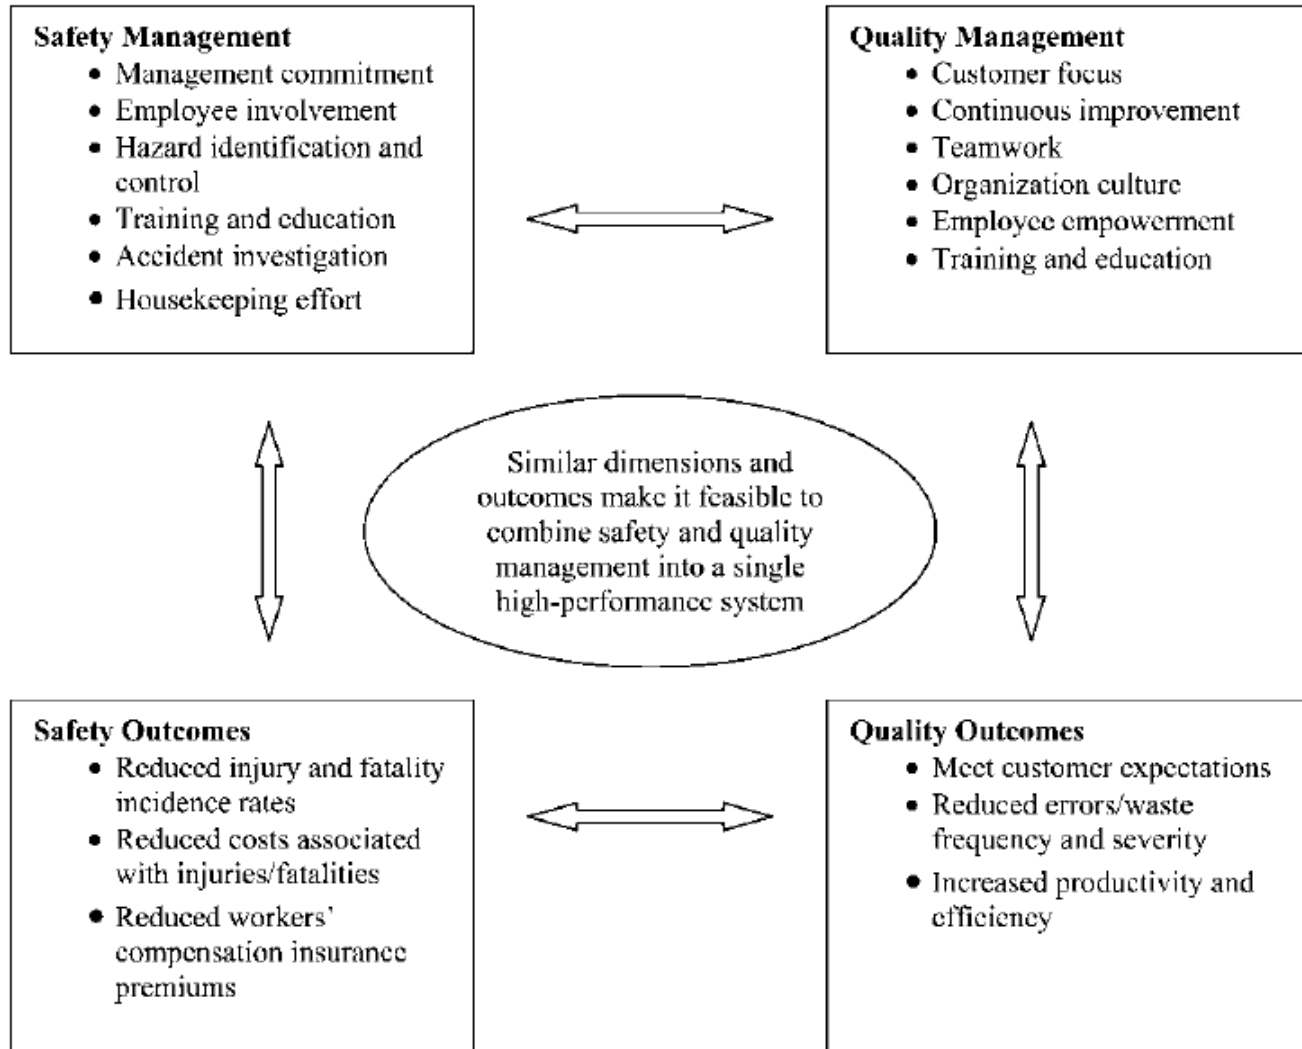 Safety Management
• Management commitment
• Employee involvement
• Hazard identification and
control
• Training and education
• Accident investigation
• Housekeeping effort
Quality Management
• Customer focus
• Continuous improvement
• Teamwork
• Organization culture
• Employee empowerment
• Training and education
Similar dimensions and
outcomes make it feasible to
combine safety and quality
management into a single
high-performance system
Safety Outcomes
• Reduced injury and fatality
incidence rates
• Reduced costs associated
with injuries/fatalities
• Reduced workers’
compensation insurance
premiums
Quality Outcomes
• Meet customer expectations
• Reduced errors/waste
frequency and severity
• Increased productivity and
efficiency